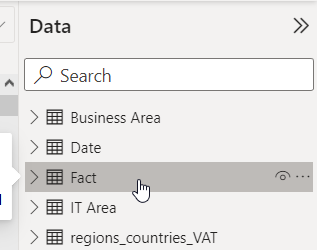 Data
Search
Business Area
Date
Fact
IT Area
regions_countries_VAT